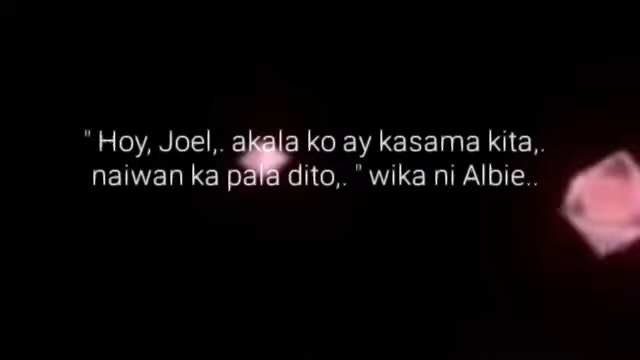 " Hoy, Joel,. akala ko ay kasama kita,.
naiwan ka pala dito,. " wika ni Albie..